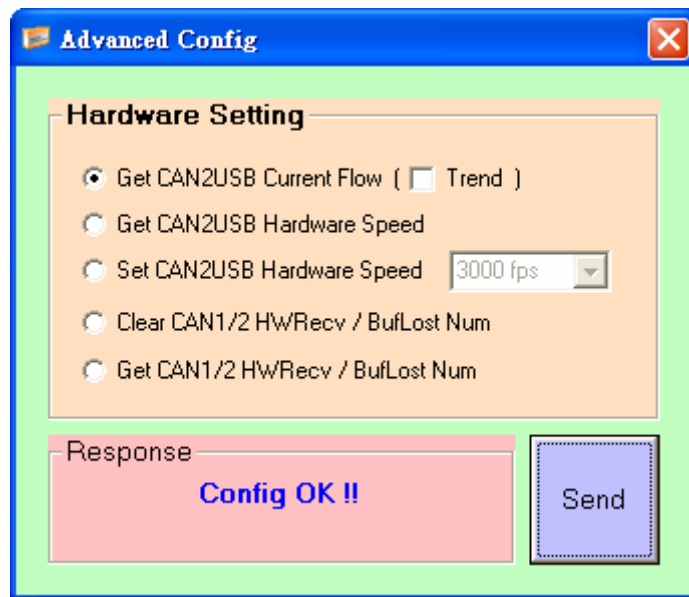 Advanced Config
Hardware Setting
Get CAN2USB Current Flow ( Trend )
Get CAN2USB Hardware Speed
Set CAN2USB Hardware Speed 3000 fps
Clear CAN1/2 HWRecv / BufLost Num
Get CAN1/2 HWRecv / BufLost Num
Response
Config OK !!
Send